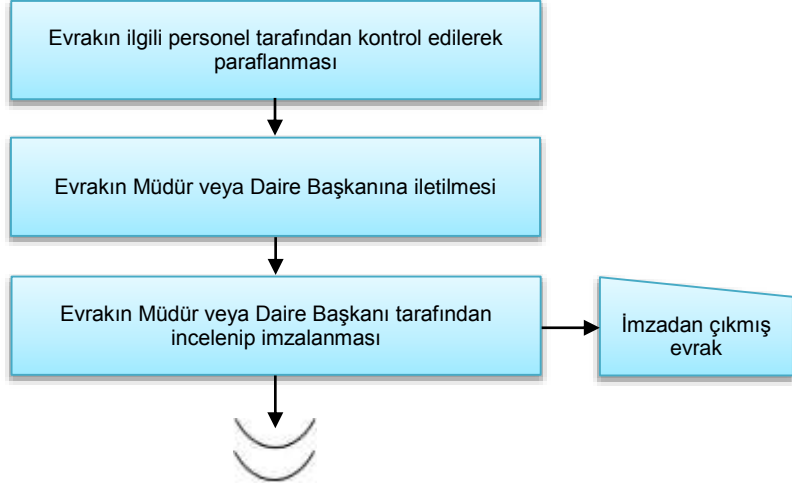 Evrakın ilgili personel tarafından kontrol edilerek
paraflanması
Evrakın Müdür veya Daire Başkanına iletilmesi
Evrakın Müdür veya Daire Başkanı tarafından
incelenip imzalanması
İmzadan çıkmış
evrak